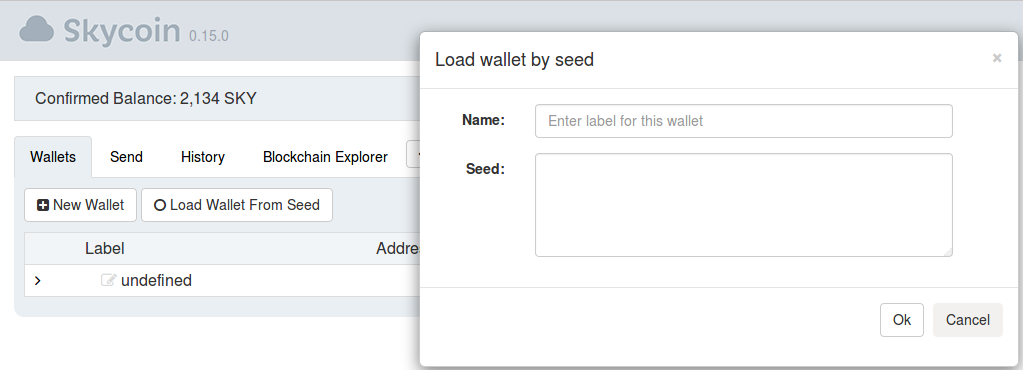 Skycoin 0.15.0
Confirmed Balance: 2,134 SKY
Wallets Send History Blockchain Explorer
New Wallet Load Wallet From Seed
Label Addre
undefined
Load wallet by seed ×
Name: Enter label for this wallet
Seed:
Ok Cancel